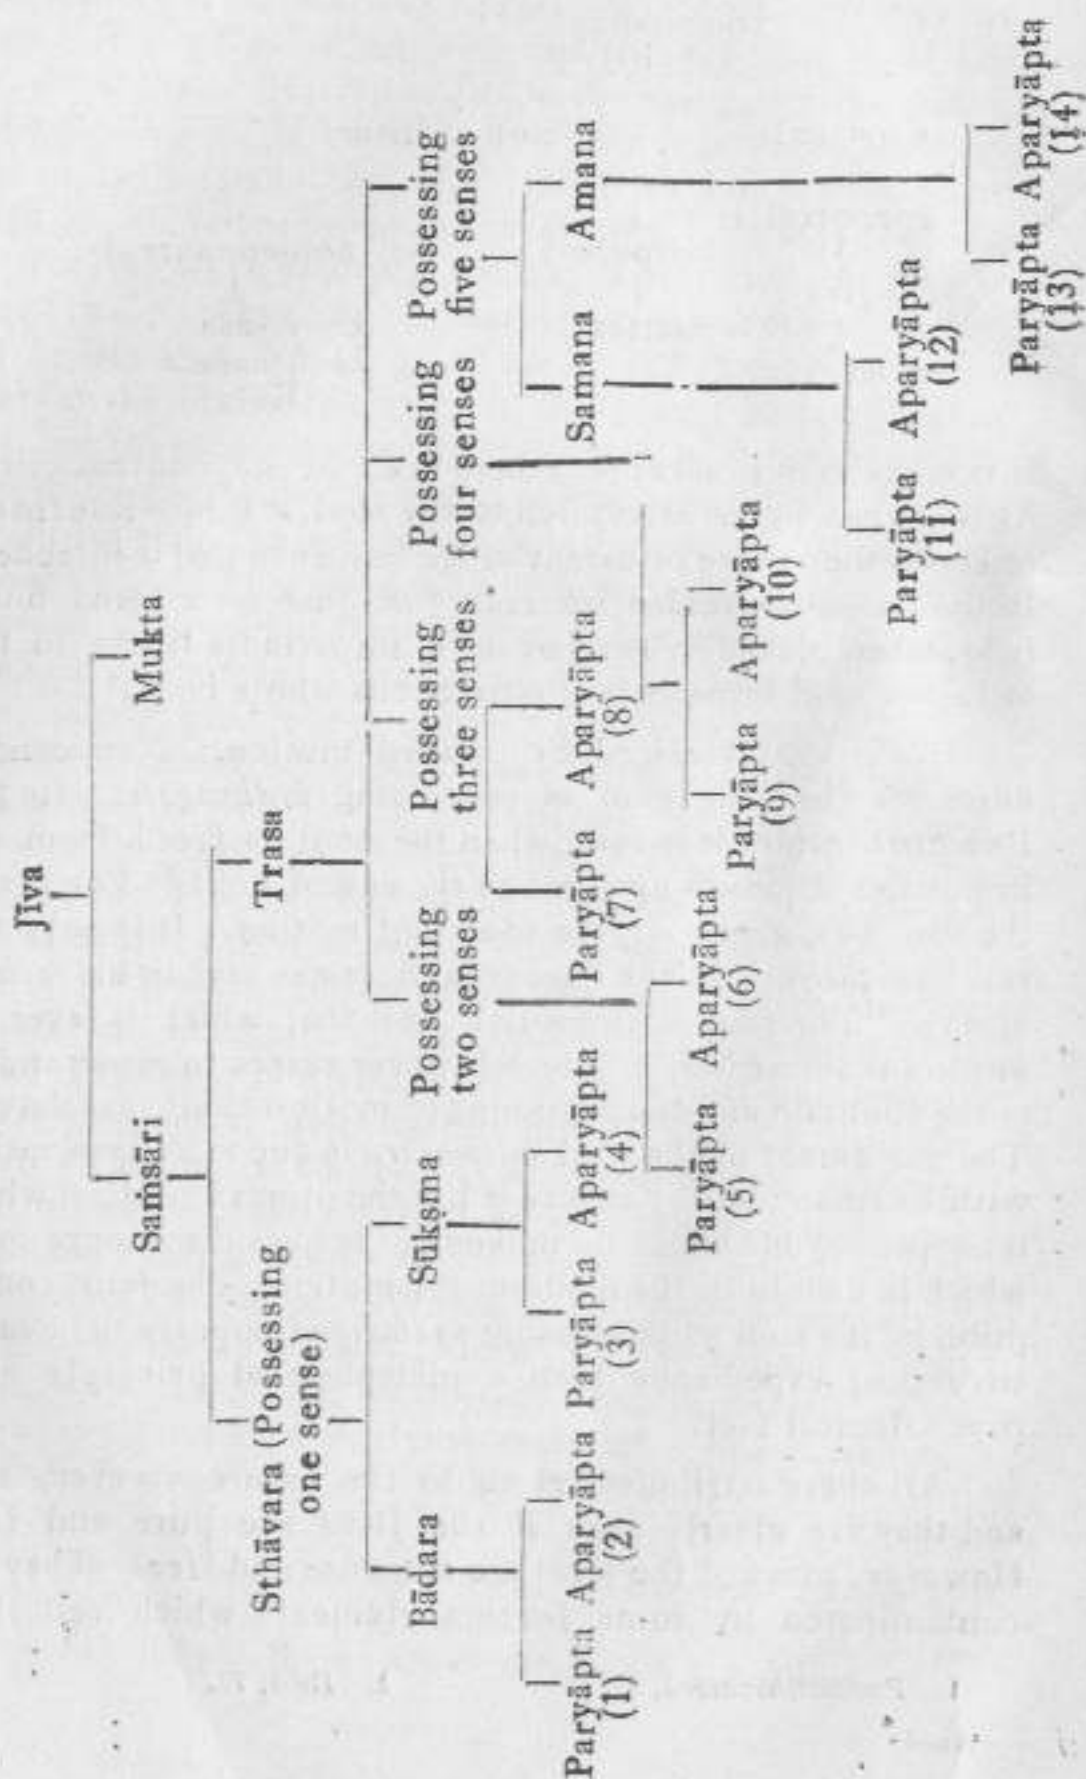 Jīva
Saṁsāri Mukta
Sthāvara (Possessing
one sense)
Trasa
Bādara Sūkṣma
Possessing
two senses
Possessing
three senses
Possessing
four senses
Possessing
five senses
Paryāpta
(1)
Aparyāpta
(2)
Paryāpta
(3)
Aparyāpta
(4)
Paryāpta
(7)
Aparyāpta
(8)
Samana Amana
Paryāpta
(5)
Aparyāpta
(6)
Paryāpta
(9)
Aparyāpta
(10)
Paryāpta
(11)
Aparyāpta
(12)
Paryāpta
(13)
Aparyāpta
(14)